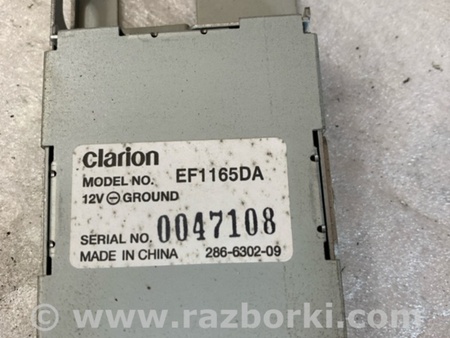 clarion
MODEL NO. EF1165DA
12V ⊖ GROUND
SERIAL NO. 0047108
MADE IN CHINA 286-6302-09
www.razborki.com